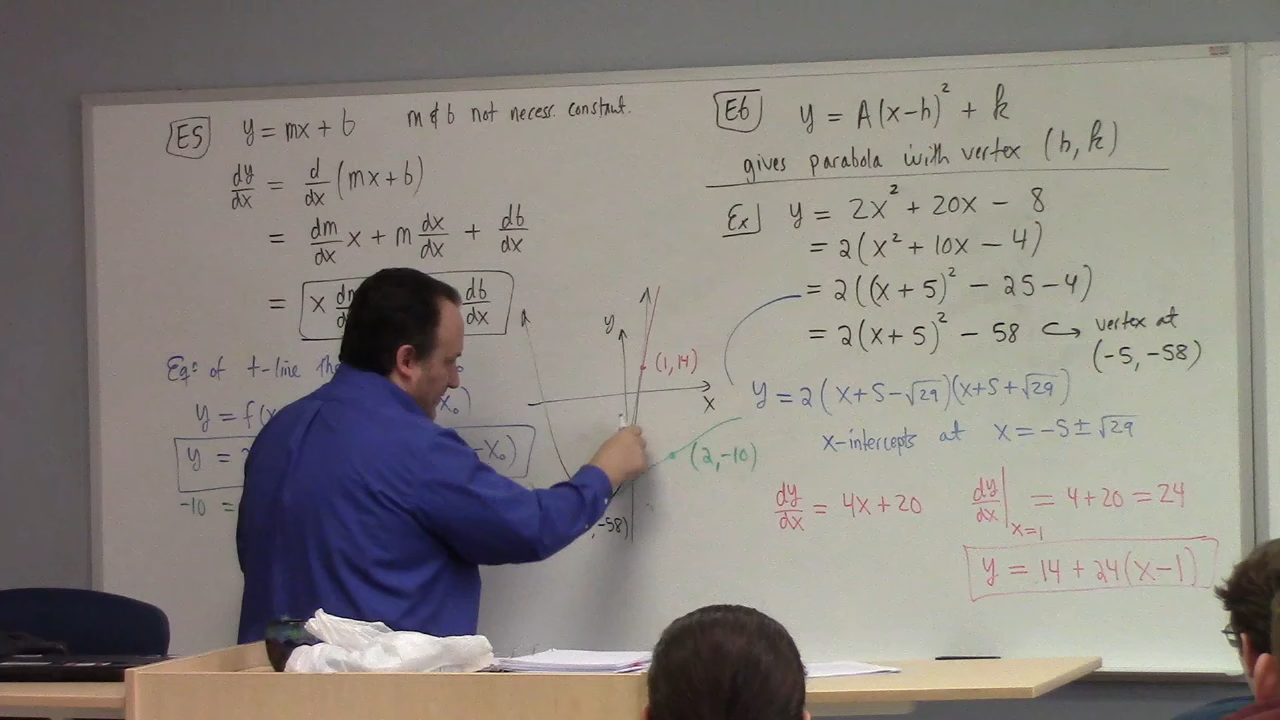 E5 y = mx + b m & b not necess. constant.
dy/dx = d/dx (mx + b)
= dm/dx x + m dx/dx + db/dx
= x db/dx
Eq: of t-line
y = f(x x₀)
y = - x₀)
-10 =
y
x
(1, 14)
(2, -10)
, -58)
E6 y = A(x-h)² + k
gives parabola with vertex (h, k)
Ex y = 2x² + 20x - 8
= 2(x² + 10x - 4)
= 2((x + 5)² - 25 - 4)
= 2(x + 5)² - 58 ↪ vertex at
(-5, -58)
y = 2(x + 5 - √29)(x + 5 + √29)
x-intercepts at x = -5 ± √29
dy/dx = 4x + 20 dy/dx|x=1 = 4 + 20 = 24
y = 14 + 24(x - 1)